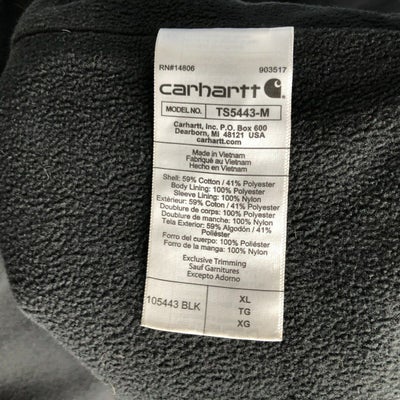 RN#14806 903517
carhartt
MODEL NO. TS5443-M
Carhartt, Inc. P.O. Box 600
Dearborn, MI 48121 USA
carhartt.com
Made in Vietnam
Fabriqué au Vietnam
Hecho en Vietnam
Shell: 59% Cotton / 41% Polyester
Body Lining: 100% Polyester
Sleeve Lining: 100% Nylon
Extérieur: 59% Coton / 41% Polyester
Doublure de corps: 100% Polyester
Doublure de manche: 100% Nylon
Tela Exterior: 59% Algodón / 41%
Poliéster
Forro del cuerpo: 100% Poliéster
Forro de la manga: 100% Nylon
Exclusive Trimming
Sauf Garnitures
Excepto Adorno
105443 BLK
XL
TG
XG